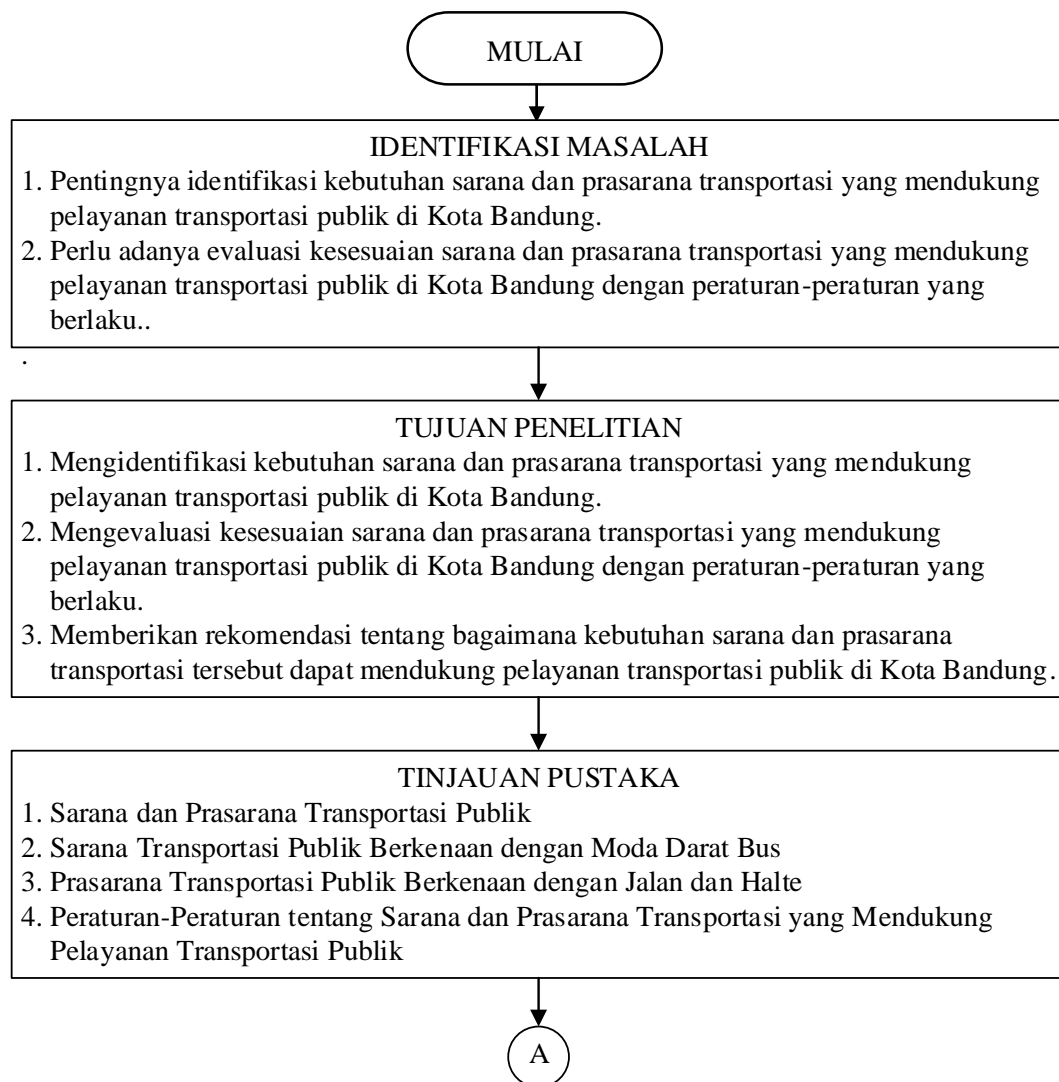 MULAI
IDENTIFIKASI MASALAH
1. Pentingnya identifikasi kebutuhan sarana dan prasarana transportasi yang mendukung
pelayanan transportasi publik di Kota Bandung.
2. Perlu adanya evaluasi kesesuaian sarana dan prasarana transportasi yang mendukung
pelayanan transportasi publik di Kota Bandung dengan peraturan-peraturan yang
berlaku..
.
TUJUAN PENELITIAN
1. Mengidentifikasi kebutuhan sarana dan prasarana transportasi yang mendukung
pelayanan transportasi publik di Kota Bandung.
2. Mengevaluasi kesesuaian sarana dan prasarana transportasi yang mendukung
pelayanan transportasi publik di Kota Bandung dengan peraturan-peraturan yang
berlaku.
3. Memberikan rekomendasi tentang bagaimana kebutuhan sarana dan prasarana
transportasi tersebut dapat mendukung pelayanan transportasi publik di Kota Bandung.
TINJAUAN PUSTAKA
1. Sarana dan Prasarana Transportasi Publik
2. Sarana Transportasi Publik Berkenaan dengan Moda Darat Bus
3. Prasarana Transportasi Publik Berkenaan dengan Jalan dan Halte
4. Peraturan-Peraturan tentang Sarana dan Prasarana Transportasi yang Mendukung
Pelayanan Transportasi Publik
A